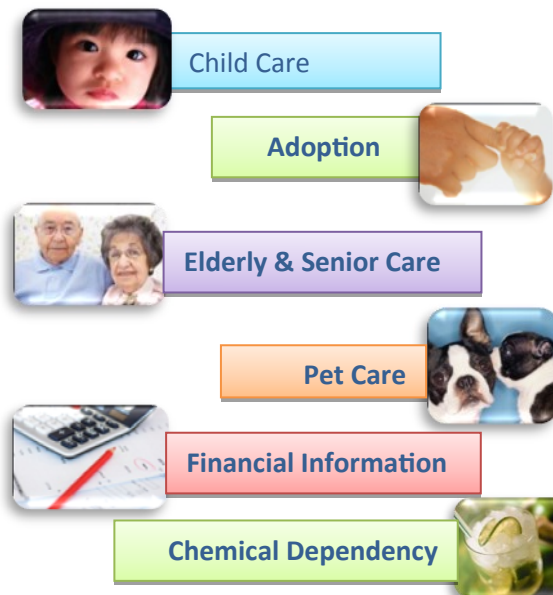 Child Care
Adoption
Elderly & Senior Care
Pet Care
Financial Information
Chemical Dependency